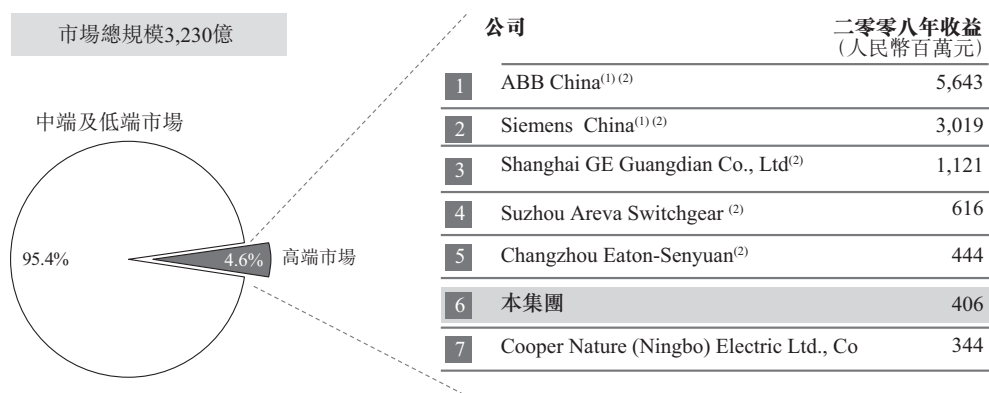 市場總規模3,230億
中端及低端市場
95.4%
4.6%
高端市場
公司 二零零八年收益
(人民幣百萬元)
1 ABB China(1) (2) 5,643
2 Siemens China(1) (2) 3,019
3 Shanghai GE Guangdian Co., Ltd(2) 1,121
4 Suzhou Areva Switchgear (2) 616
5 Changzhou Eaton-Senyuan(2) 444
6 本集團 406
7 Cooper Nature (Ningbo) Electric Ltd., Co 344